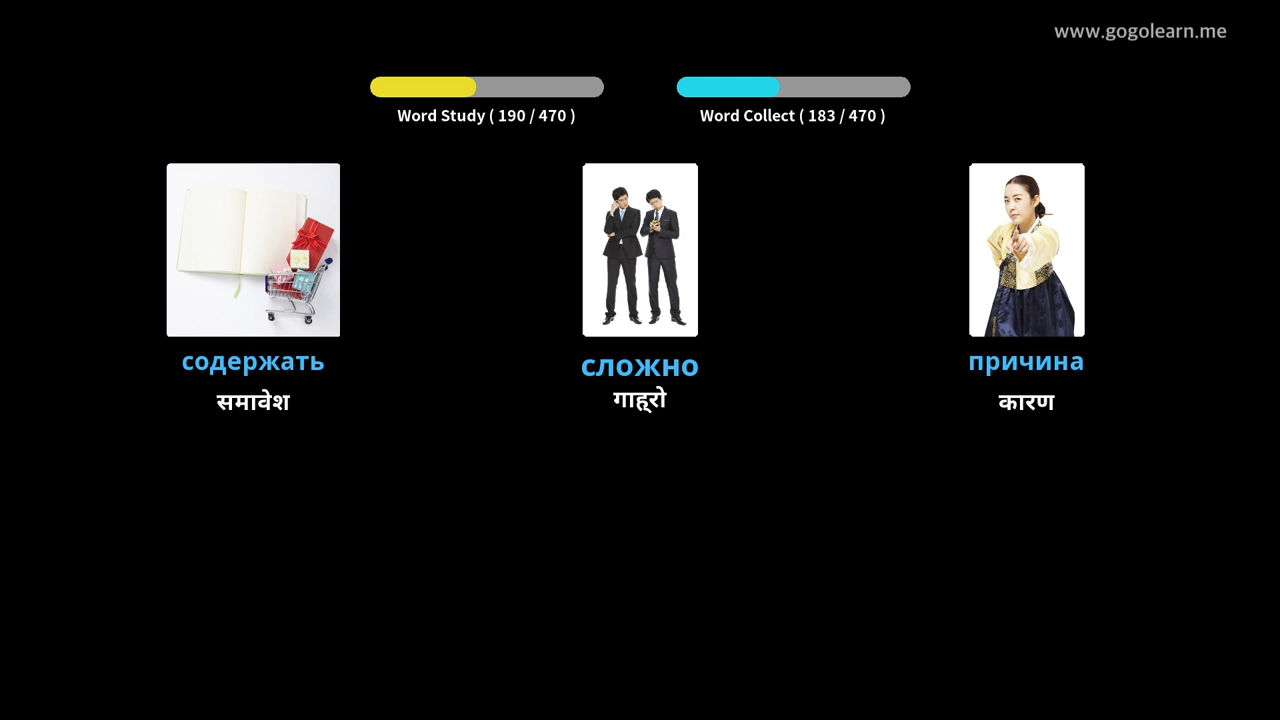 www.gogolearn.me
Word Study ( 190 / 470 )
Word Collect ( 183 / 470 )
содержать
сложно
причина
समावेश
गाह्रो
कारण